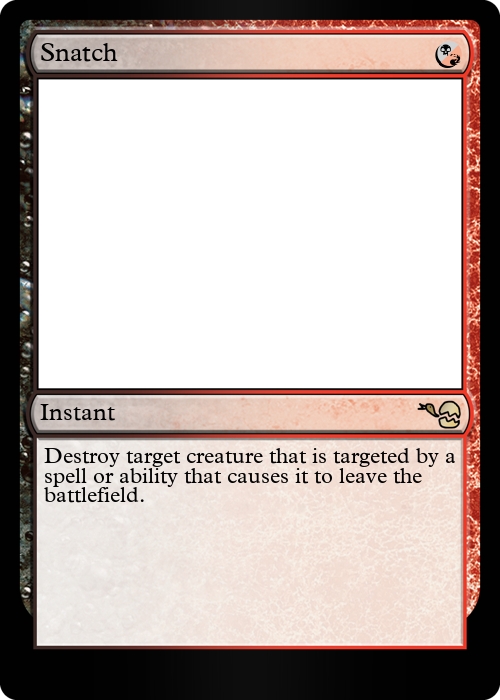 Snatch
Instant
Destroy target creature that is targeted by a
spell or ability that causes it to leave the
battlefield.